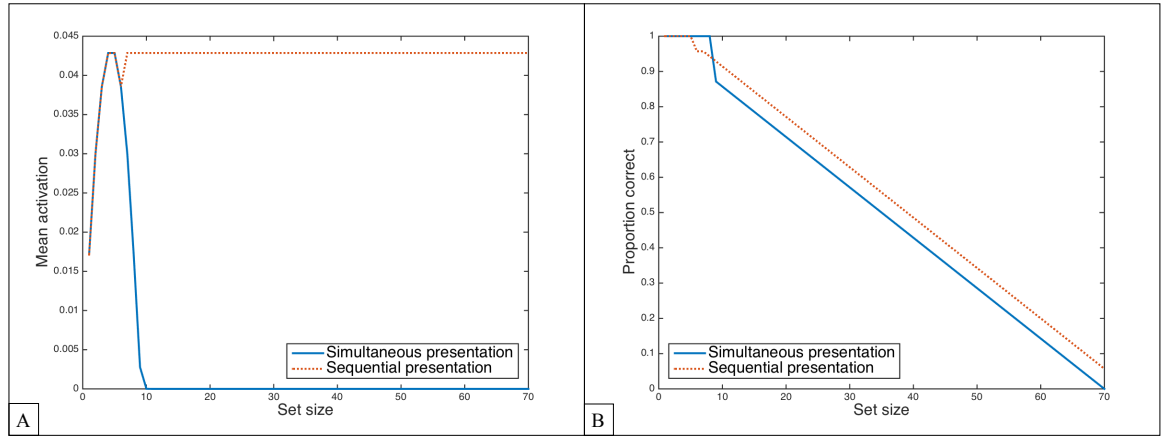 0.045
0.04
0.035
0.03
0.025
0.02
0.015
0.01
0.005
0
Mean activation
0 10 20 30 40 50 60 70
Set size
Simultaneous presentation
Sequential presentation
A
1
0.9
0.8
0.7
0.6
0.5
0.4
0.3
0.2
0.1
0
Proportion correct
0 10 20 30 40 50 60 70
Set size
Simultaneous presentation
Sequential presentation
B